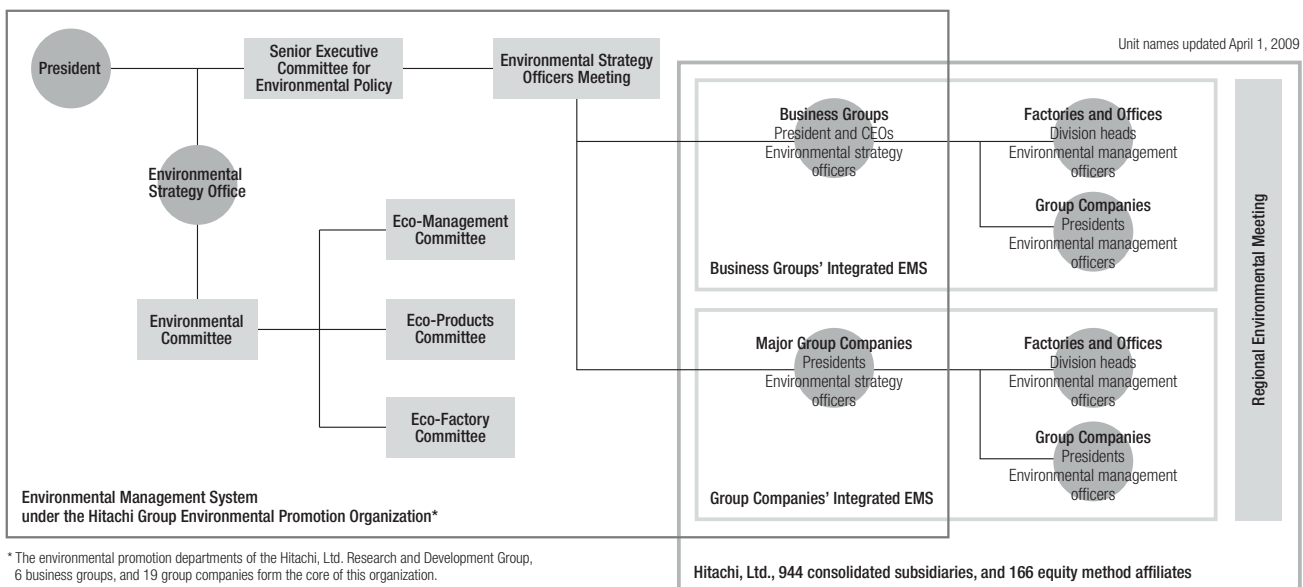 Unit names updated April 1, 2009
President
Senior Executive
Committee for
Environmental Policy
Environmental Strategy
Officers Meeting
Environmental
Strategy Office
Environmental
Committee
Eco-Management
Committee
Eco-Products
Committee
Eco-Factory
Committee
Environmental Management System
under the Hitachi Group Environmental Promotion Organization*
Business Groups
President and CEOs
Environmental strategy
officers
Factories and Offices
Division heads
Environmental management
officers
Group Companies
Presidents
Environmental management
officers
Business Groups' Integrated EMS
Major Group Companies
Presidents
Environmental strategy
officers
Factories and Offices
Division heads
Environmental management
officers
Group Companies
Presidents
Environmental management
officers
Group Companies' Integrated EMS
Regional Environmental Meeting
Hitachi, Ltd., 944 consolidated subsidiaries, and 166 equity method affiliates
* The environmental promotion departments of the Hitachi, Ltd. Research and Development Group,
6 business groups, and 19 group companies form the core of this organization.